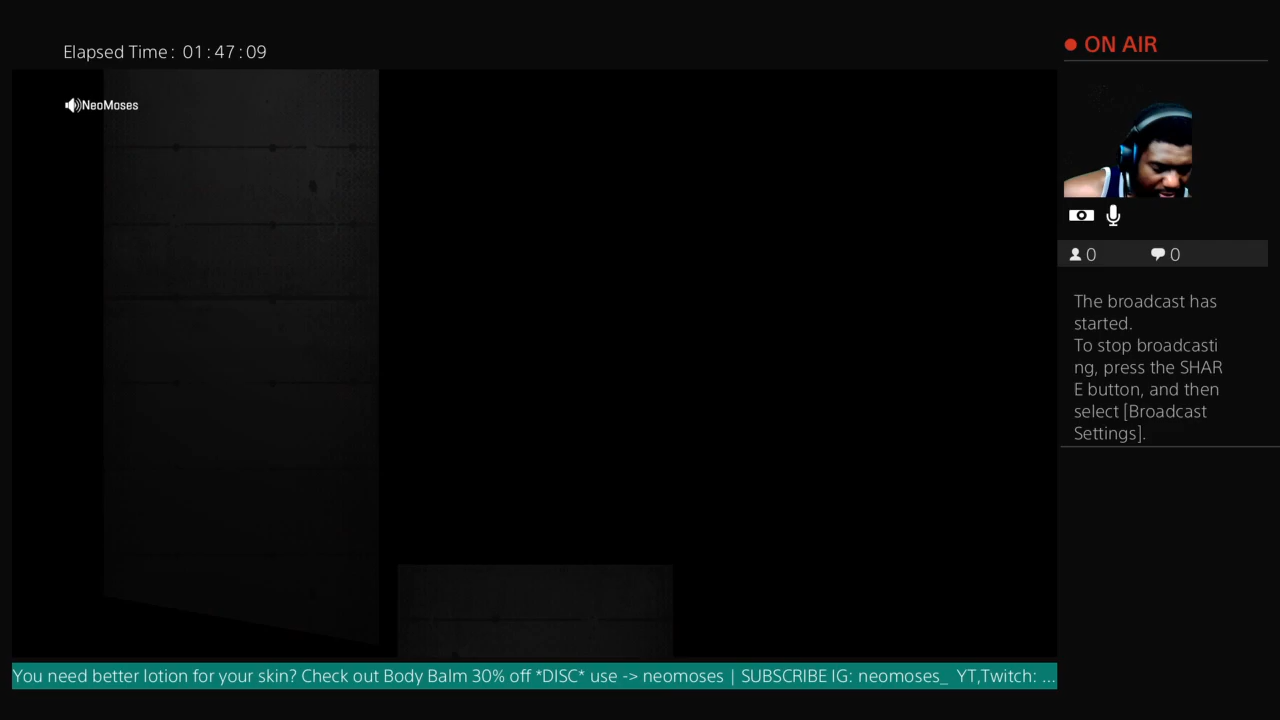 Elapsed Time: 01:47:09
ON AIR
NeoMoses
0 0
The broadcast has
started.
To stop broadcasti
ng, press the SHAR
E button, and then
select [Broadcast
Settings].
You need better lotion for your skin? Check out Body Balm 30% off *DISC* use -> neomoses | SUBSCRIBE IG: neomoses_ YT,Twitch: ...